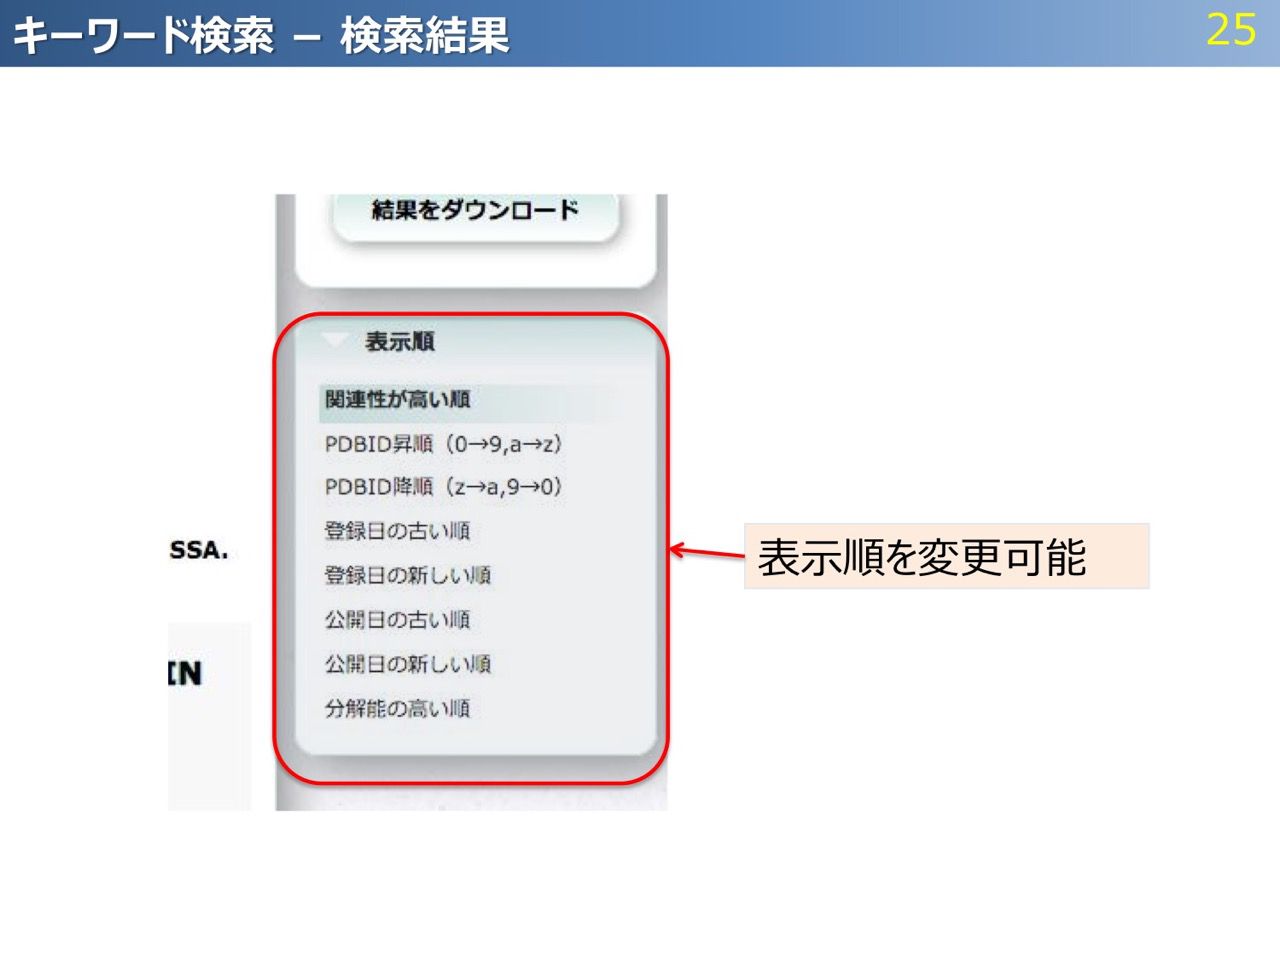 キーワード検索 – 検索結果
25
結果をダウンロード
表示順
関連性が高い順
PDBID昇順（0→9,a→z）
PDBID降順（z→a,9→0）
登録日の古い順
登録日の新しい順
公開日の古い順
公開日の新しい順
分解能の高い順
SSA.
IN
表示順を変更可能